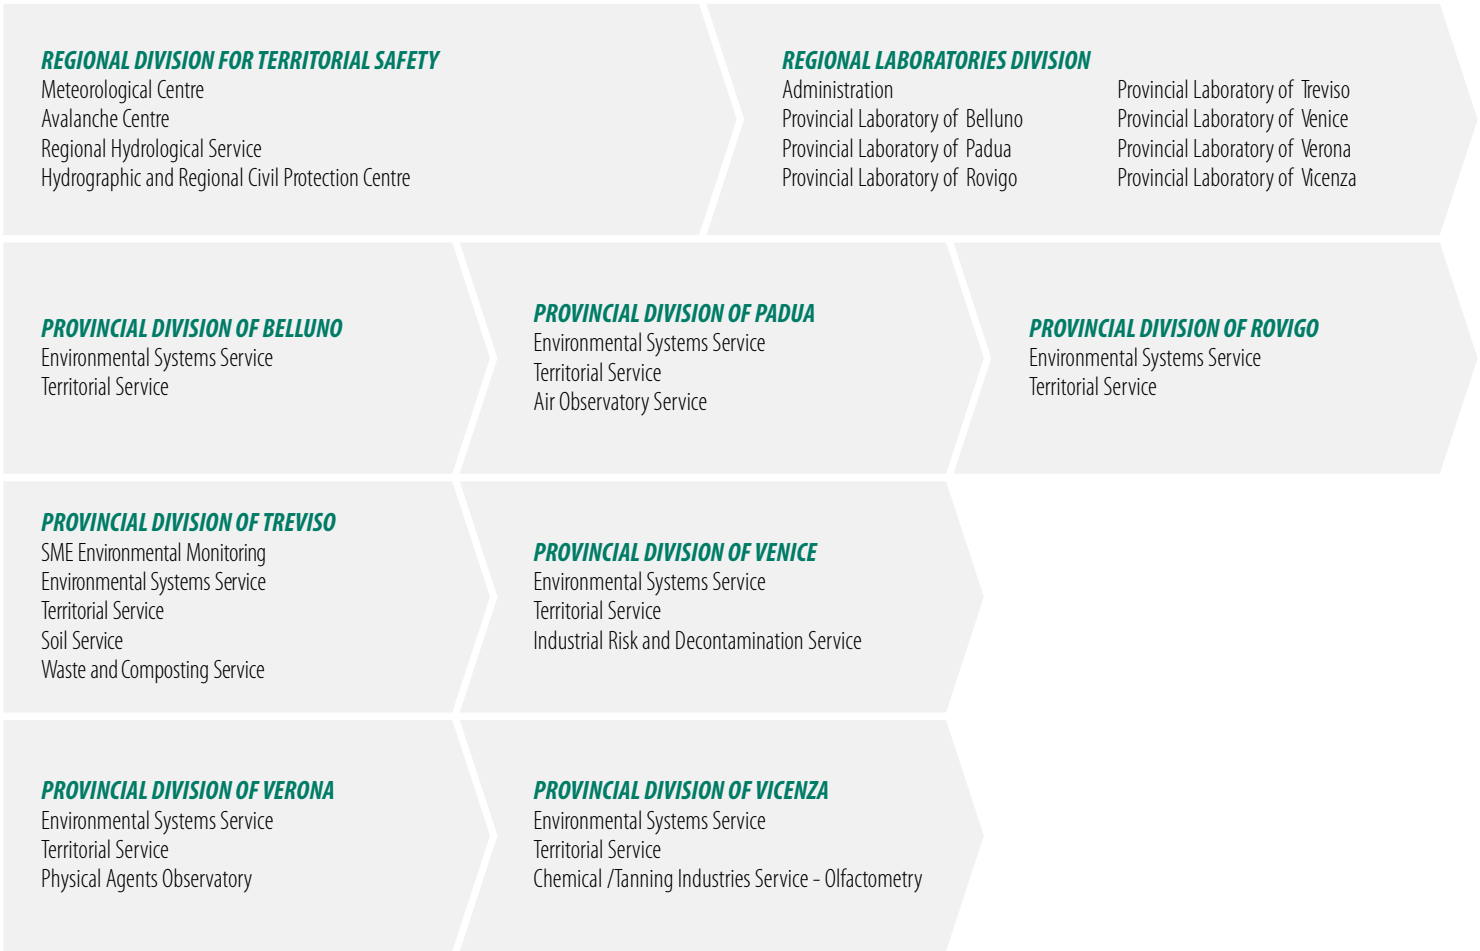 REGIONAL DIVISION FOR TERRITORIAL SAFETY
Meteorological Centre
Avalanche Centre
Regional Hydrological Service
Hydrographic and Regional Civil Protection Centre
REGIONAL LABORATORIES DIVISION
Administration
Provincial Laboratory of Belluno
Provincial Laboratory of Padua
Provincial Laboratory of Rovigo
Provincial Laboratory of Treviso
Provincial Laboratory of Venice
Provincial Laboratory of Verona
Provincial Laboratory of Vicenza
PROVINCIAL DIVISION OF BELLUNO
Environmental Systems Service
Territorial Service
PROVINCIAL DIVISION OF PADUA
Environmental Systems Service
Territorial Service
Air Observatory Service
PROVINCIAL DIVISION OF ROVIGO
Environmental Systems Service
Territorial Service
PROVINCIAL DIVISION OF TREVISO
SME Environmental Monitoring
Environmental Systems Service
Territorial Service
Soil Service
Waste and Composting Service
PROVINCIAL DIVISION OF VENICE
Environmental Systems Service
Territorial Service
Industrial Risk and Decontamination Service
PROVINCIAL DIVISION OF VERONA
Environmental Systems Service
Territorial Service
Physical Agents Observatory
PROVINCIAL DIVISION OF VICENZA
Environmental Systems Service
Territorial Service
Chemical /Tanning Industries Service - Olfactometry